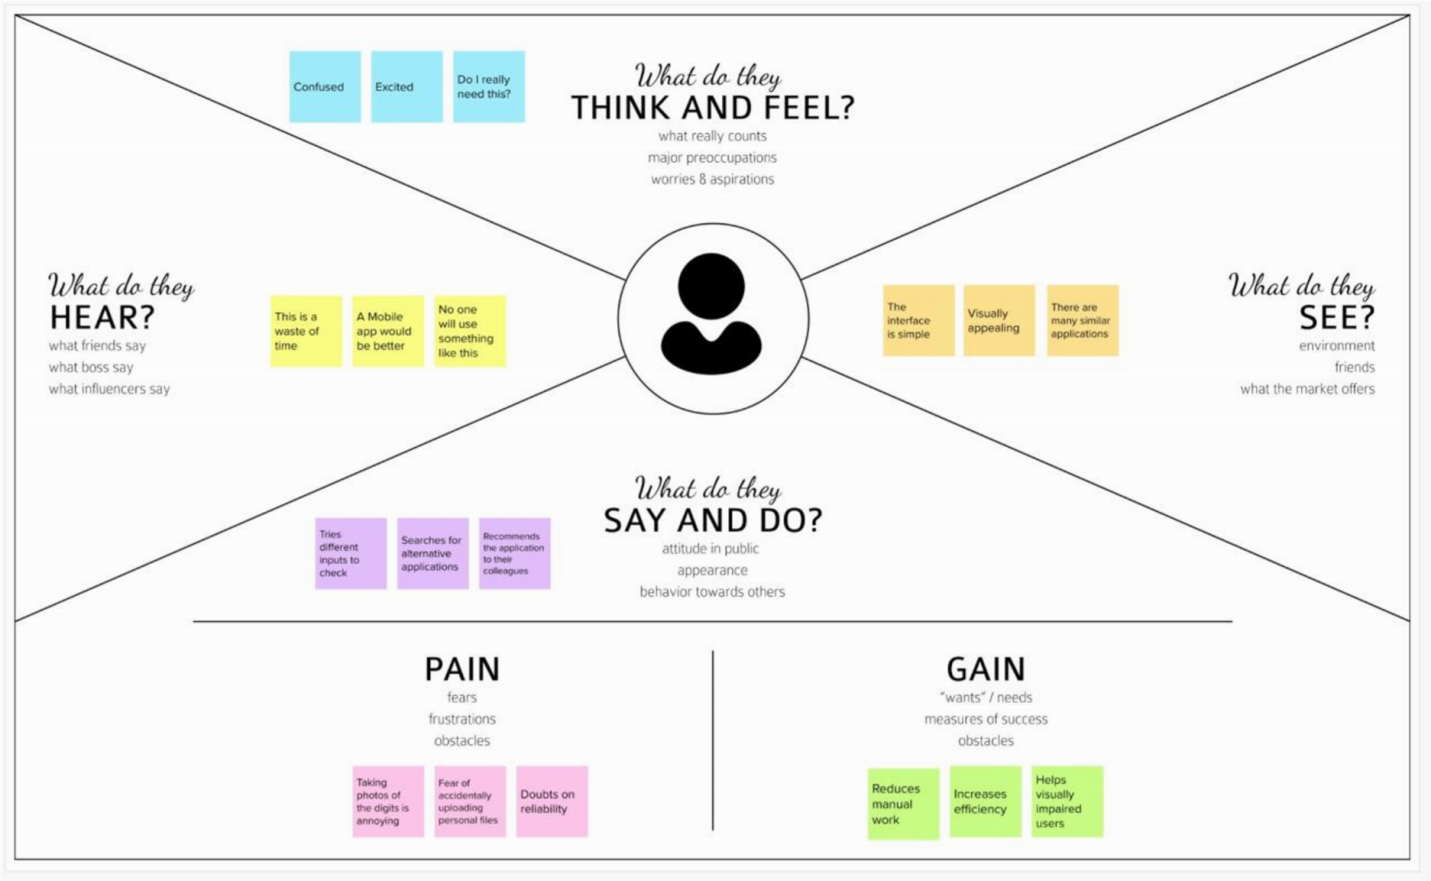 Confused
Excited
Do I really
need this?
What do they
THINK AND FEEL?
what really counts
major preoccupations
worries & aspirations
What do they
HEAR?
what friends say
what boss say
what influencers say
This is a
waste of
time
A Mobile
app would
be better
No one
will use
something
like this
The
interface
is simple
Visually
appealing
There are
many similar
applications
What do they
SEE?
environment
friends
what the market offers
What do they
SAY AND DO?
attitude in public
appearance
behavior towards others
Tries
different
inputs to
check
Searches for
alternative
applications
Recommends
the application
to their
colleagues
PAIN
fears
frustrations
obstacles
Taking
photos of
the digits is
annoying
Fear of
accidentally
uploading
personal files
Doubts on
reliability
GAIN
"wants" / needs
measures of success
obstacles
Reduces
manual
work
Increases
efficiency
Helps
visually
impaired
users